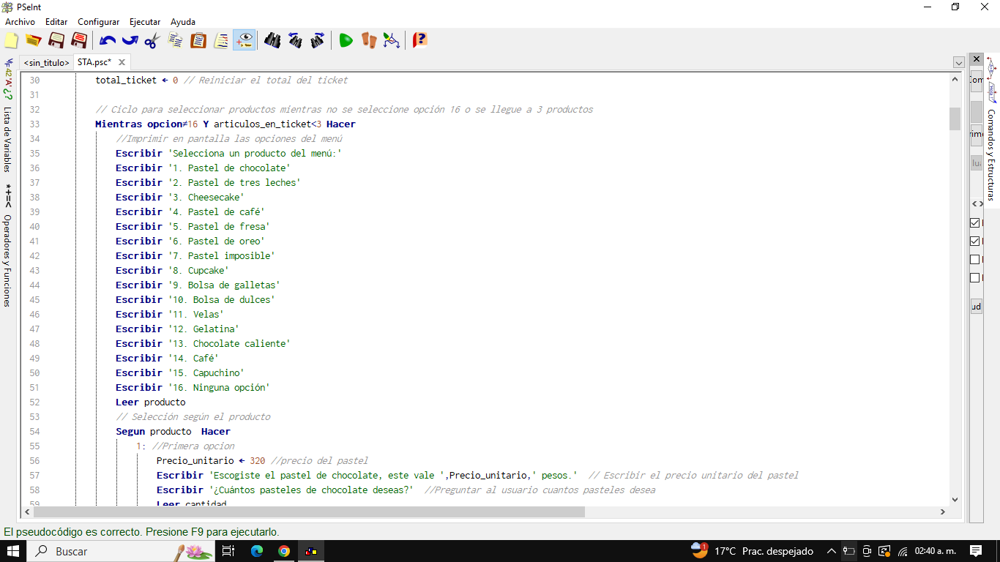 PSeInt
Archivo Editar Configurar Ejecutar Ayuda
<sin_titulo> STA.psc*
30 total_ticket ← 0 // Reiniciar el total del ticket
31
32 // Ciclo para seleccionar productos mientras no se seleccione opción 16 o se llegue a 3 productos
33 Mientras opcion≠16 Y articulos_en_ticket<3 Hacer
34 //Imprimir en pantalla las opciones del menú
35 Escribir 'Selecciona un producto del menú:'
36 Escribir '1. Pastel de chocolate'
37 Escribir '2. Pastel de tres leches'
38 Escribir '3. Cheesecake'
39 Escribir '4. Pastel de café'
40 Escribir '5. Pastel de fresa'
41 Escribir '6. Pastel de oreo'
42 Escribir '7. Pastel imposible'
43 Escribir '8. Cupcake'
44 Escribir '9. Bolsa de galletas'
45 Escribir '10. Bolsa de dulces'
46 Escribir '11. Velas'
47 Escribir '12. Gelatina'
48 Escribir '13. Chocolate caliente'
49 Escribir '14. Café'
50 Escribir '15. Capuchino'
51 Escribir '16. Ninguna opción'
52 Leer producto
53 // Selección según el producto
54 Segun producto Hacer
55 1: //Primera opcion
56 Precio_unitario ← 320 //precio del pastel
57 Escribir 'Escogiste el pastel de chocolate, este vale ',Precio_unitario,' pesos.' // Escribir el precio unitario del pastel
58 Escribir '¿Cuántos pasteles de chocolate deseas?' //Preguntar al usuario cuantos pasteles desea
59 Leer cantidad
Lista de Variables
*+=< Operadores y Funciones
Comandos y Estructuras
El pseudocódigo es correcto. Presione F9 para ejecutarlo.
Buscar
1
17°C Prac. despejado
02:40 a. m.